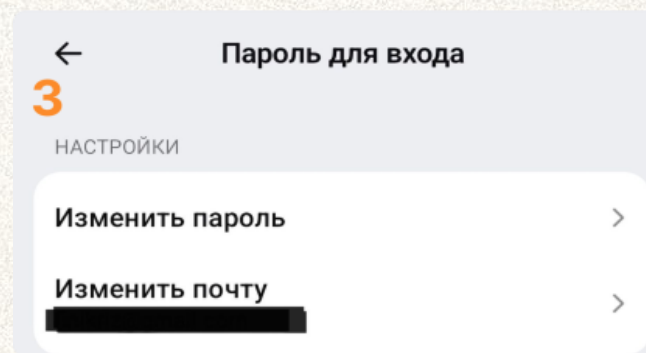 Пароль для входа
3
НАСТРОЙКИ
Изменить пароль
Изменить почту